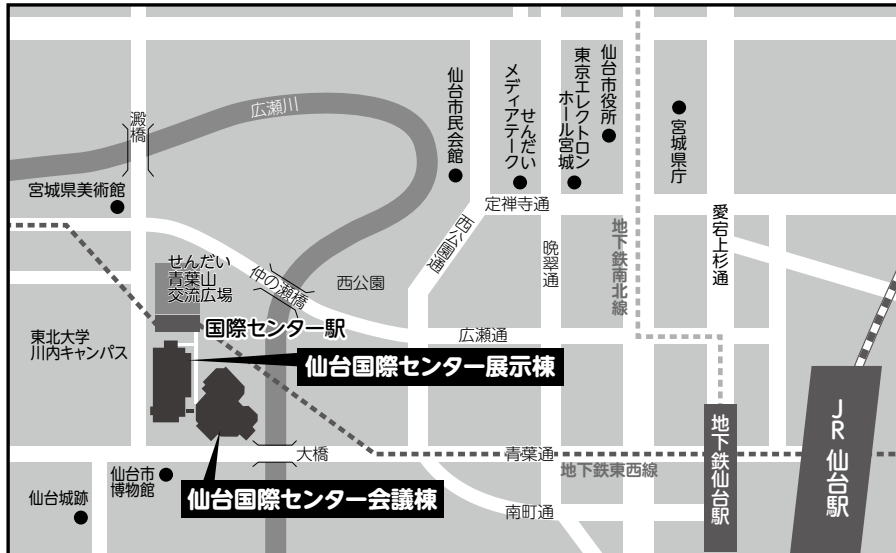 広瀬川
澱橋
宮城県美術館
仙台市民会館
せんだい
メディアテーク
東京エレクトロン
ホール宮城
仙台市役所
宮城県庁
定禅寺通
西公園通
晩翠通
地下鉄南北線
愛宕上杉通
せんだい
青葉山
交流広場
仲の瀬橋
西公園
国際センター駅
広瀬通
東北大学
川内キャンパス
仙台国際センター展示棟
JR仙台駅
地下鉄仙台駅
大橋
青葉通
地下鉄東西線
仙台市
博物館
仙台城跡
仙台国際センター会議棟
南町通